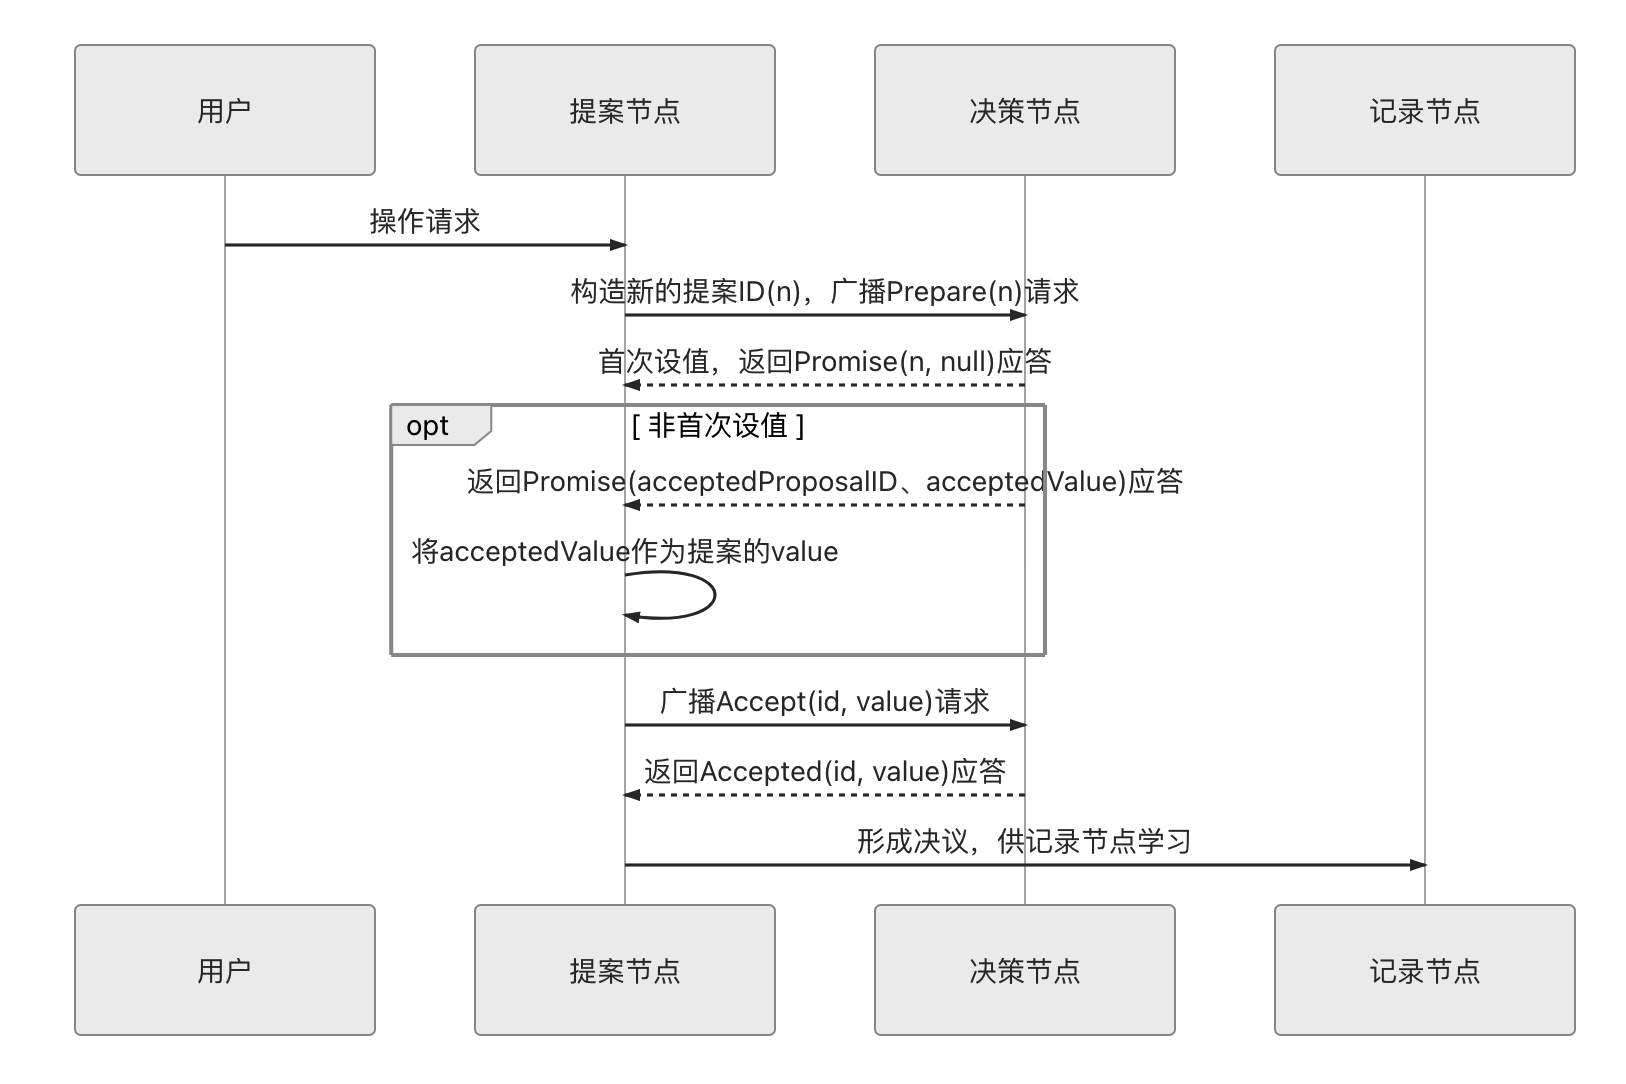 用户
提案节点
决策节点
记录节点
操作请求
构造新的提案ID(n)，广播Prepare(n)请求
首次设值，返回Promise(n, null)应答
opt
[ 非首次设值 ]
返回Promise(acceptedProposalID、acceptedValue)应答
将acceptedValue作为提案的value
广播Accept(id, value)请求
返回Accepted(id, value)应答
形成决议，供记录节点学习
用户
提案节点
决策节点
记录节点